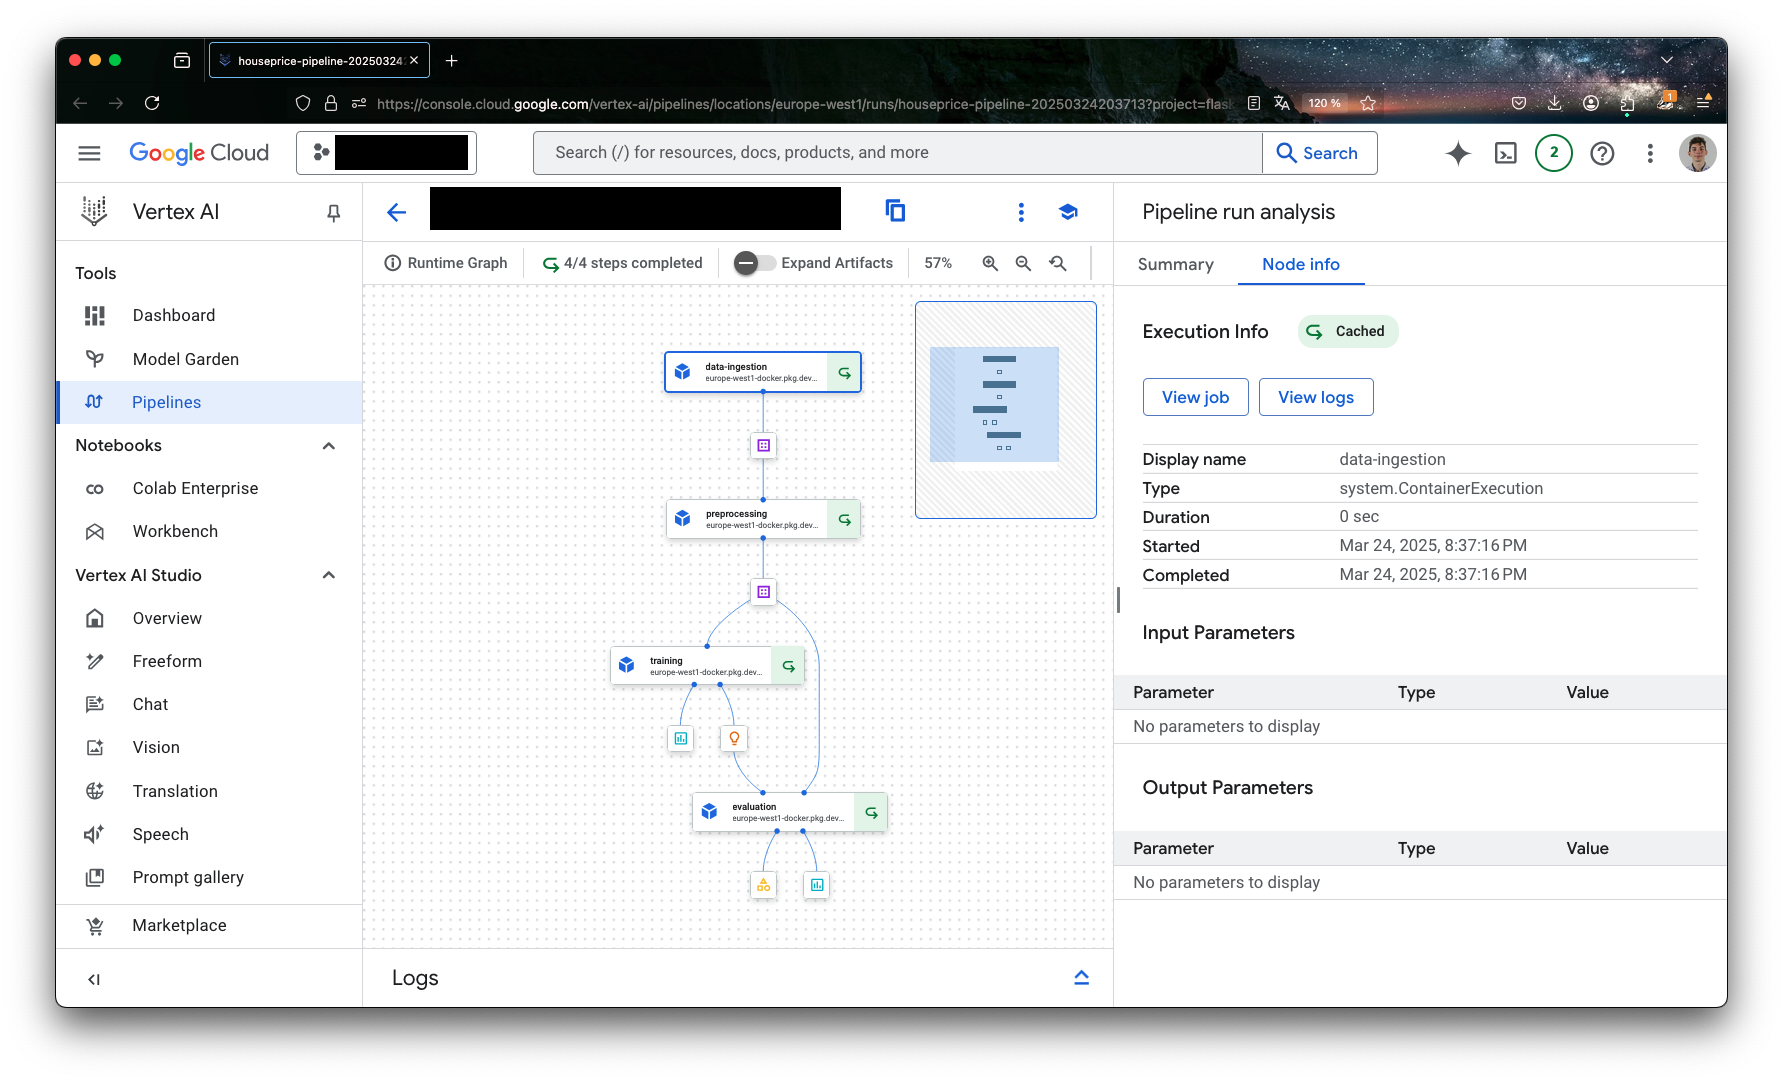 houseprice-pipeline-20250324
https://console.cloud.google.com/vertex-ai/pipelines/locations/europe-west1/runs/houseprice-pipeline-20250324203713?project=flask
120 %
1
Google Cloud
Search (/) for resources, docs, products, and more
Search
2
Vertex AI
Tools
Dashboard
Model Garden
Pipelines
Notebooks
Colab Enterprise
Workbench
Vertex AI Studio
Overview
Freeform
Chat
Vision
Translation
Speech
Prompt gallery
Marketplace
Runtime Graph
4/4 steps completed
Expand Artifacts
57%
data-ingestion
europe-west1-docker.pkg.dev...
preprocessing
europe-west1-docker.pkg.dev...
training
europe-west1-docker.pkg.dev...
evaluation
europe-west1-docker.pkg.dev...
Logs
Pipeline run analysis
Summary
Node info
Execution Info
Cached
View job
View logs
Display name data-ingestion
Type system.ContainerExecution
Duration 0 sec
Started Mar 24, 2025, 8:37:16 PM
Completed Mar 24, 2025, 8:37:16 PM
Input Parameters
Parameter Type Value
No parameters to display
Output Parameters
Parameter Type Value
No parameters to display